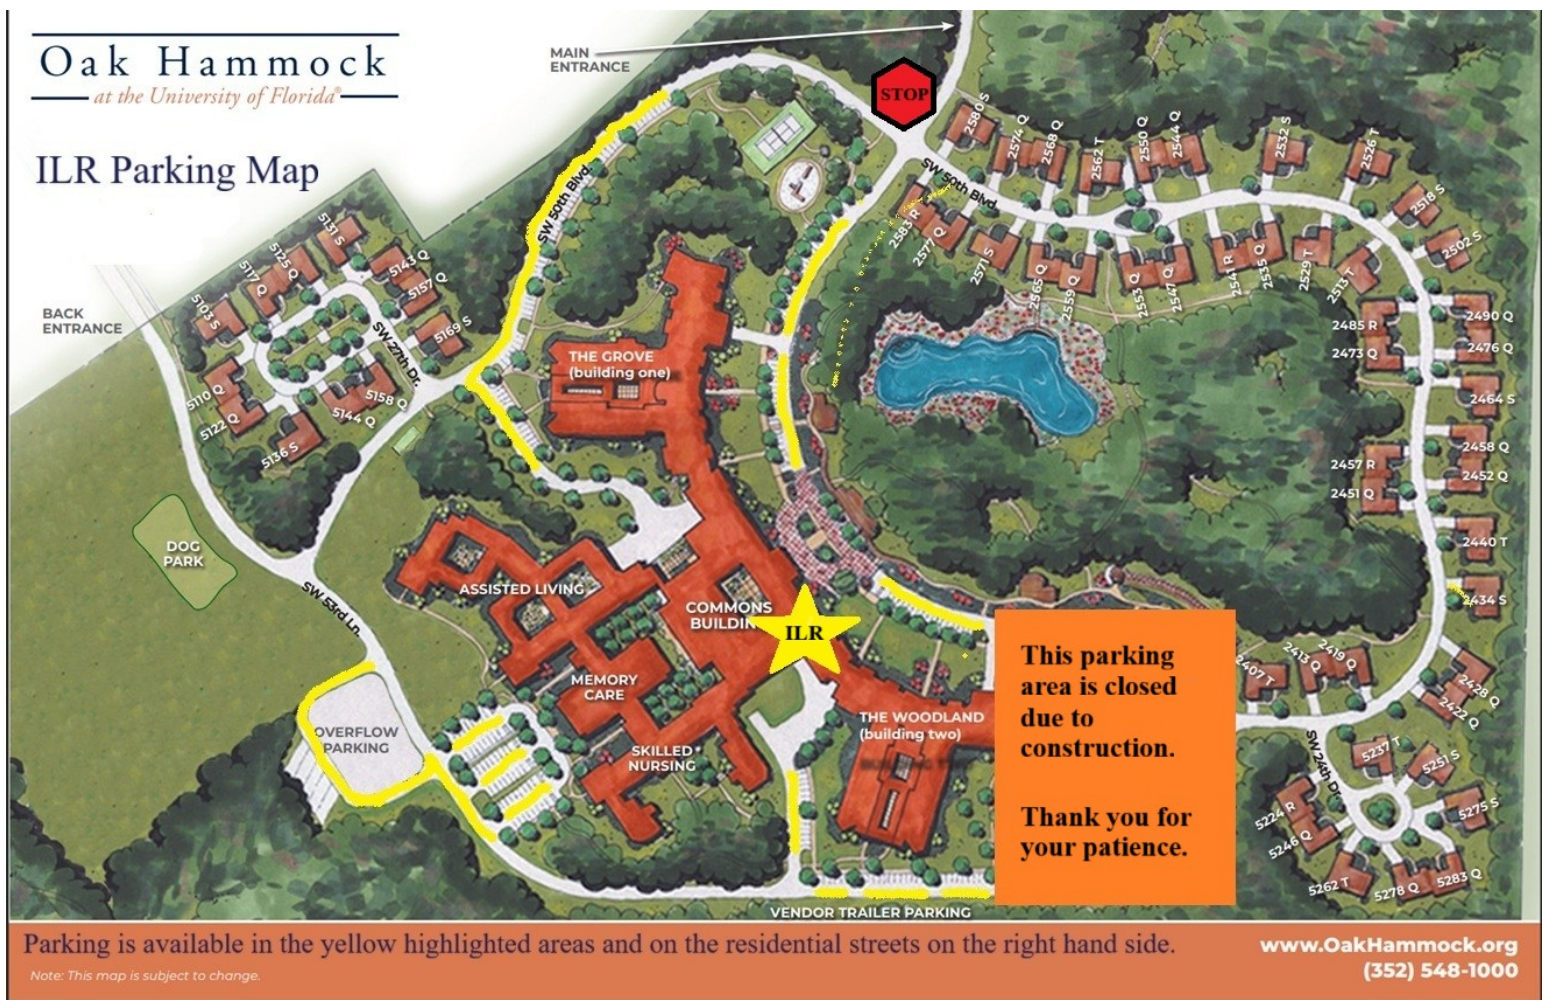 Oak Hammock
at the University of Florida®
ILR Parking Map
MAIN
ENTRANCE
STOP
BACK
ENTRANCE
SW 50th Blvd.
SW 50th Blvd.
SW 27th Dr.
SW 53rd Ln.
SW 24th Dr.
5131 S
5125 Q
5117 Q
5103 S
5143 Q
5157 Q
5169 S
5110 Q
5122 Q
5136 S
5144 Q
5158 Q
2580 S
2574 Q
2568 Q
2562 T
2550 Q
2544 Q
2532 S
2526 T
2518 S
2502 S
2583 R
2577 Q
2571 S
2565 Q
2559 Q
2553 Q
2547 Q
2541 R
2535 Q
2529 T
2513 T
2485 R
2473 Q
2490 Q
2476 Q
2464 S
2458 Q
2452 Q
2457 R
2451 Q
2440 T
2434 S
2407 T
2413 Q
2419 Q
2428 Q
2422 Q
5237 T
5251 S
5275 S
5224 R
5246 Q
5262 T
5278 Q
5283 Q
THE GROVE
(building one)
DOG
PARK
ASSISTED LIVING
COMMONS
BUILDIN
ILR
MEMORY
CARE
SKILLED
NURSING
THE WOODLAND
(building two)
OVERFLOW
PARKING
VENDOR TRAILER PARKING
This parking
area is closed
due to
construction.
Thank you for
your patience.
Parking is available in the yellow highlighted areas and on the residential streets on the right hand side.
Note: This map is subject to change.
www.OakHammock.org
(352) 548-1000